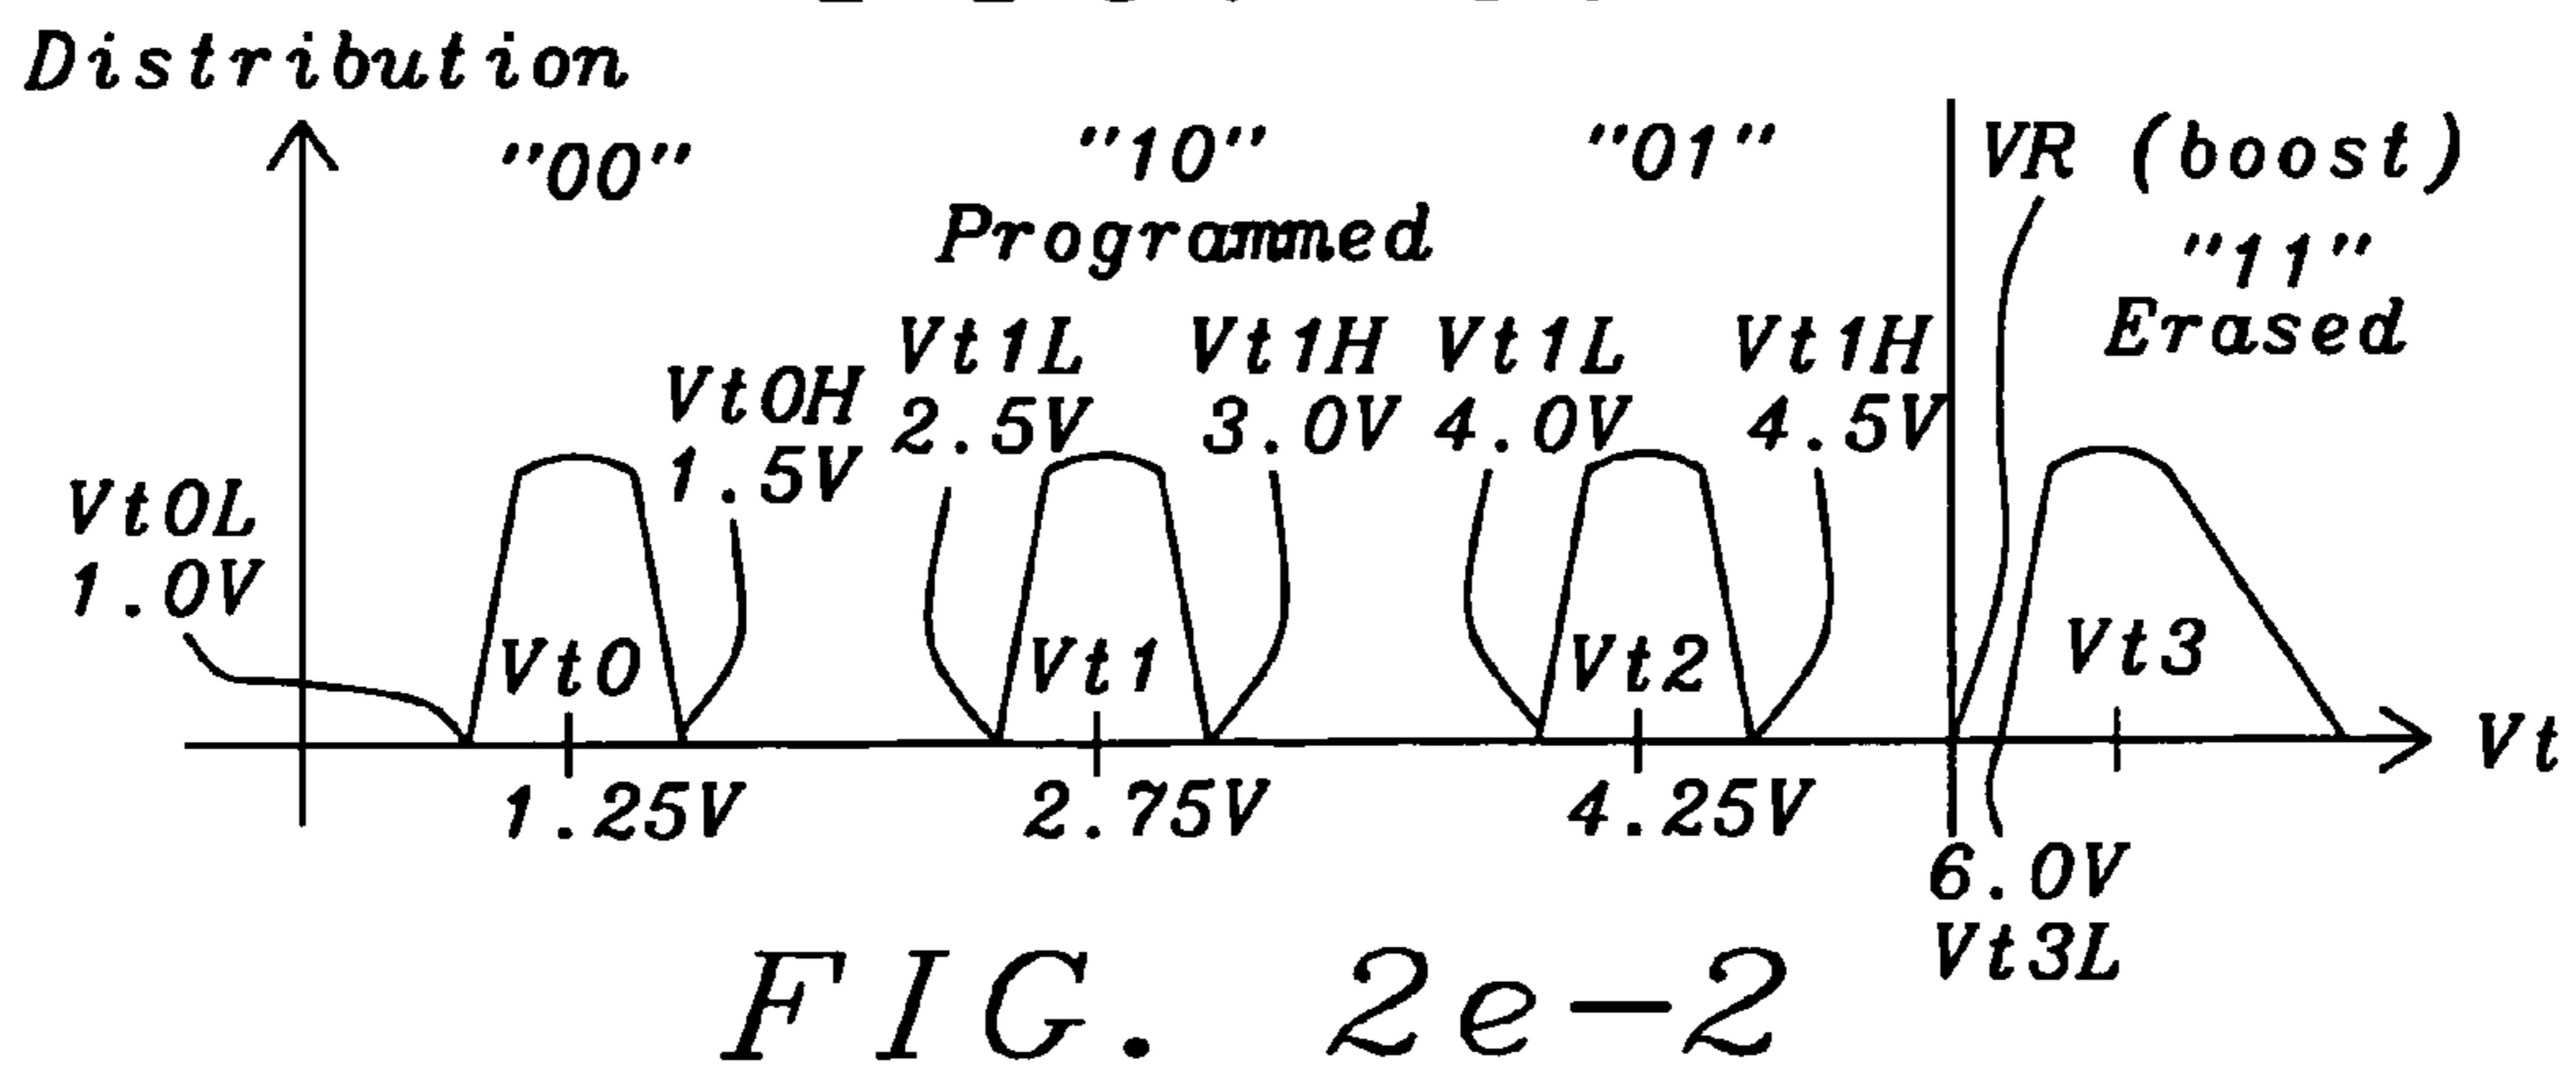 Distribution
"00"
"10"
"01"
VR (boost)
Programmed
"11"
Erased
Vt0L
1.0V
Vt0H
1.5V
Vt1L
2.5V
Vt1H
3.0V
Vt1L
4.0V
Vt1H
4.5V
Vt0
Vt1
Vt2
Vt3
Vt
1.25V
2.75V
4.25V
6.0V
Vt3L
FIG. 2e-2